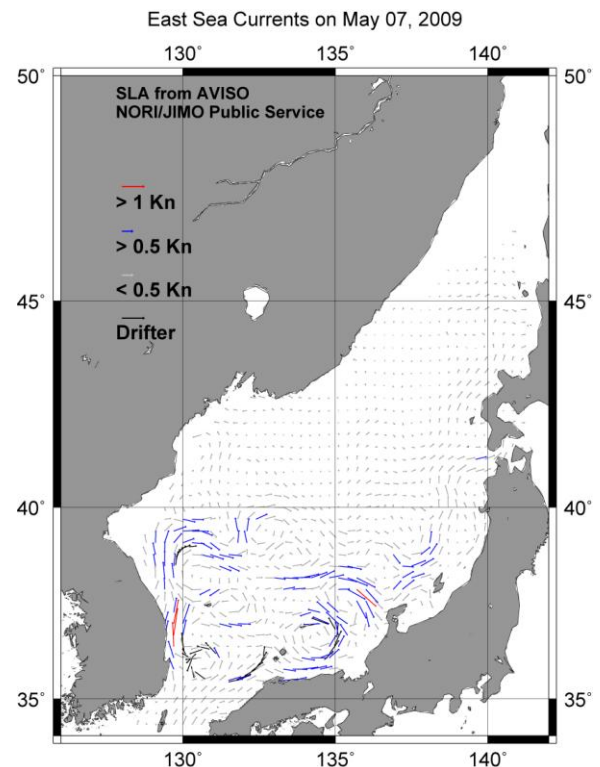 East Sea Currents on May 07, 2009
130° 135° 140°
50° 50°
SLA from AVISO
NORI/JIMO Public Service
> 1 Kn
> 0.5 Kn
45° 45°
< 0.5 Kn
Drifter
40° 40°
35° 35°
130° 135° 140°